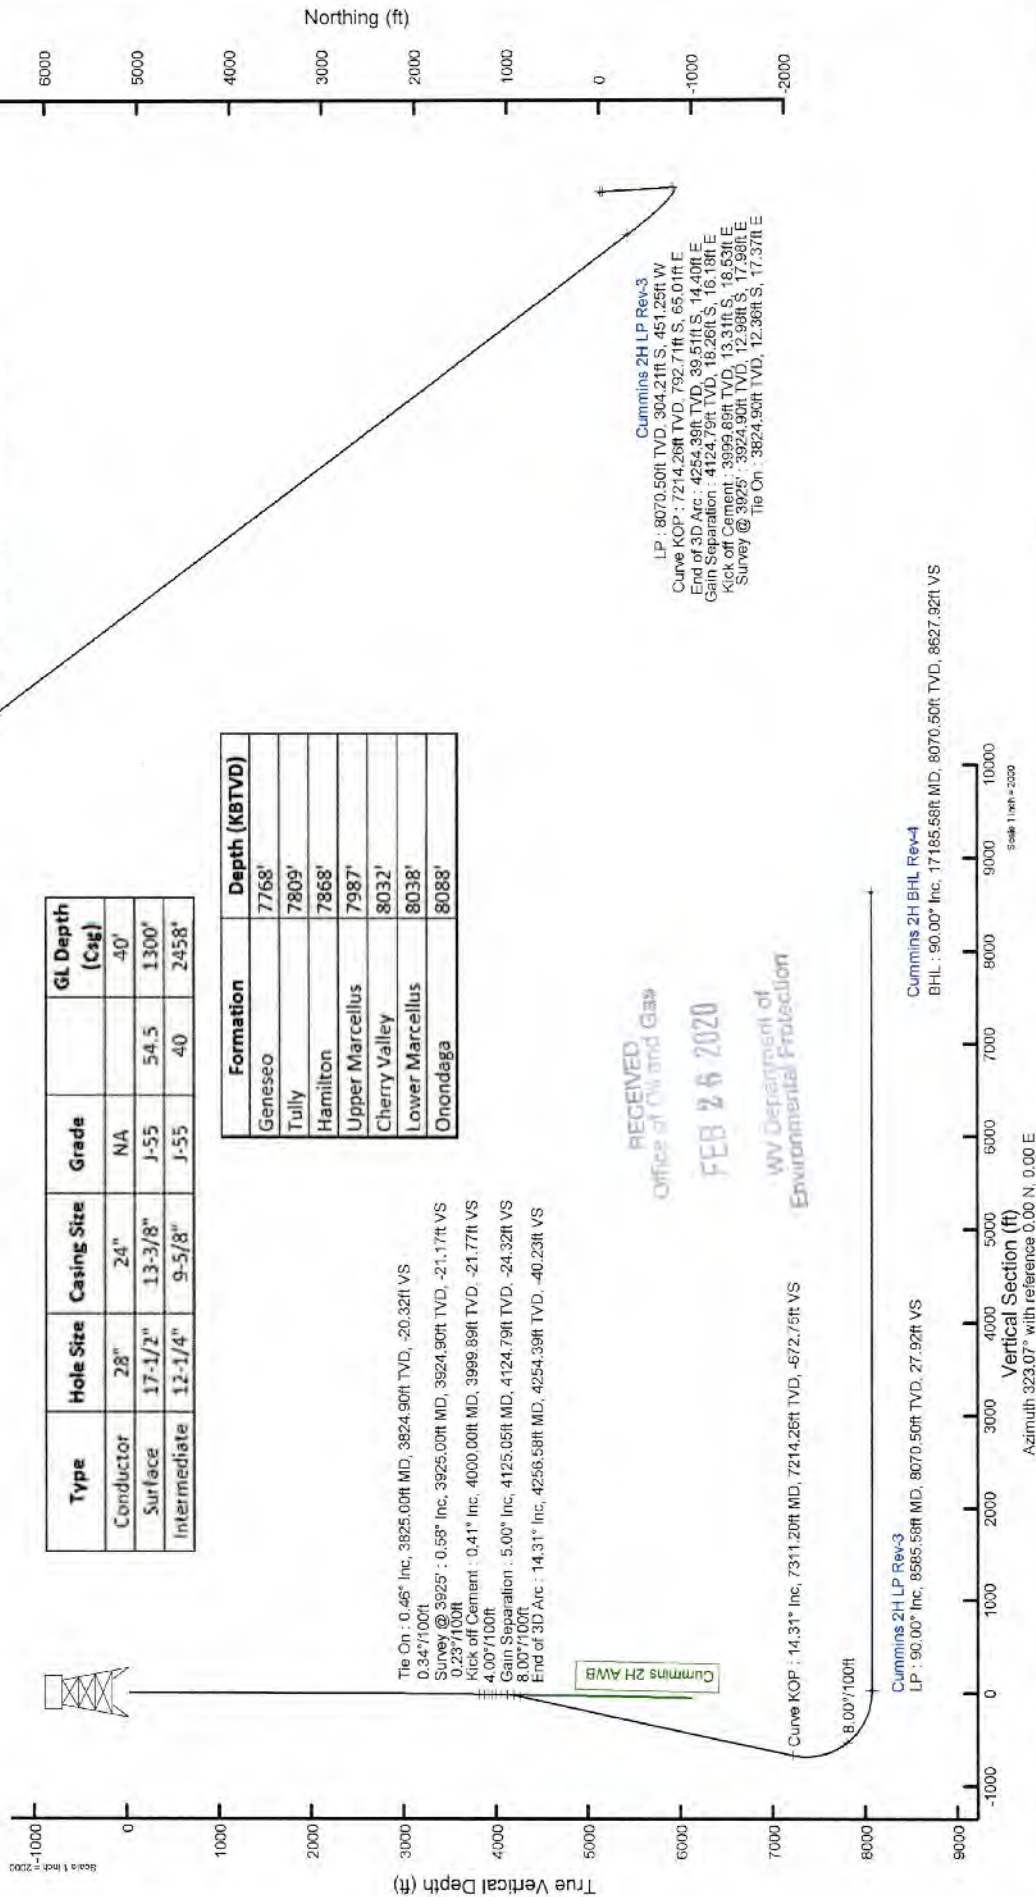 Scale 1 inch = 2000
Type Hole Size Casing Size Grade GL Depth (Csg)
Conductor 28" 24" NA 40'
Surface 17-1/2" 13-3/8" J-55 54.5 1300'
Intermediate 12-1/4" 9-5/8" J-55 40 2458'
Formation Depth (KBTVD)
Geneseo 7768'
Tully 7809'
Hamilton 7868'
Upper Marcellus 7987'
Cherry Valley 8032'
Lower Marcellus 8038'
Onondaga 8088'
Tie On : 0.46° Inc, 3825.00ft MD, 3824.90ft TVD, -20.32ft VS
0.34°/100ft
Survey @ 3925' : 0.58° Inc, 3925.00ft MD, 3924.90ft TVD, -21.17ft VS
0.23°/100ft
Kick off Cement : 0.41° Inc, 4000.00ft MD, 3999.89ft TVD, -21.77ft VS
4.00°/100ft
Gain Separation : 5.00° Inc, 4125.05ft MD, 4124.79ft TVD, -24.32ft VS
8.00°/100ft
End of 3D Arc : 14.31° Inc, 4256.58ft MD, 4254.39ft TVD, -40.23ft VS
Cummins 2H AWB
Curve KOP : 14.31° Inc, 7311.20ft MD, 7214.26ft TVD, -672.75ft VS
8.00°/100ft
Cummins 2H LP Rev-3
LP : 90.00° Inc, 8585.58ft MD, 8070.50ft TVD, 27.92ft VS
Cummins 2H BHL Rev-4
BHL : 90.00° Inc, 17185.58ft MD, 8070.50ft TVD, 8627.92ft VS
RECEIVED
Office of Oil and Gas
FEB 26 2020
WV Department of
Environmental Protection
Cummins 2H LP Rev-3
LP : 8070.50ft TVD, 304.21ft S, 451.25ft W
Curve KOP : 7214.26ft TVD, 792.71ft S, 65.01ft E
End of 3D Arc : 4254.39ft TVD, 39.51ft S, 14.40ft E
Gain Separation : 4124.79ft TVD, 18.26ft S, 16.18ft E
Kick off Cement : 3999.89ft TVD, 13.31ft S, 18.53ft E
Survey @ 3925' : 3924.90ft TVD, 12.98ft S, 17.98ft E
Tie On : 3824.90ft TVD, 12.36ft S, 17.37ft E
Northing (ft)
6000
5000
4000
3000
2000
1000
0
-1000
-2000
True Vertical Depth (ft)
-1000
0
1000
2000
3000
4000
5000
6000
7000
8000
9000
-1000 0 1000 2000 3000 4000 5000 6000 7000 8000 9000 10000
Vertical Section (ft)
Azimuth 323.07° with reference 0.00 N, 0.00 E
Scale 1 inch = 2000